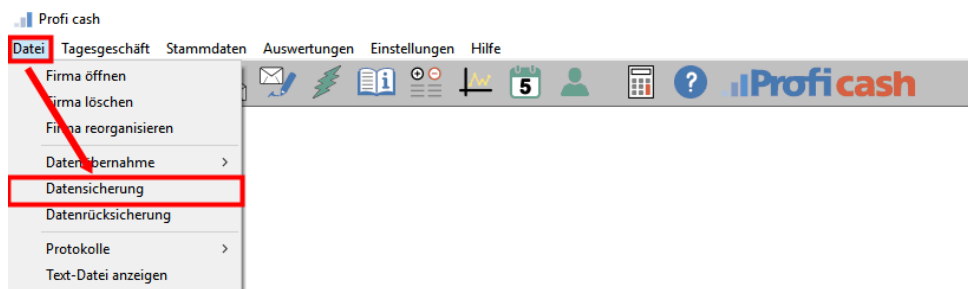 Profi cash
Datei Tagesgeschäft Stammdaten Auswertungen Einstellungen Hilfe
5 ? Profi cash
Firma öffnen
Firma löschen
Firma reorganisieren
Datenübernahme >
Datensicherung
Datenrücksicherung
Protokolle >
Text-Datei anzeigen